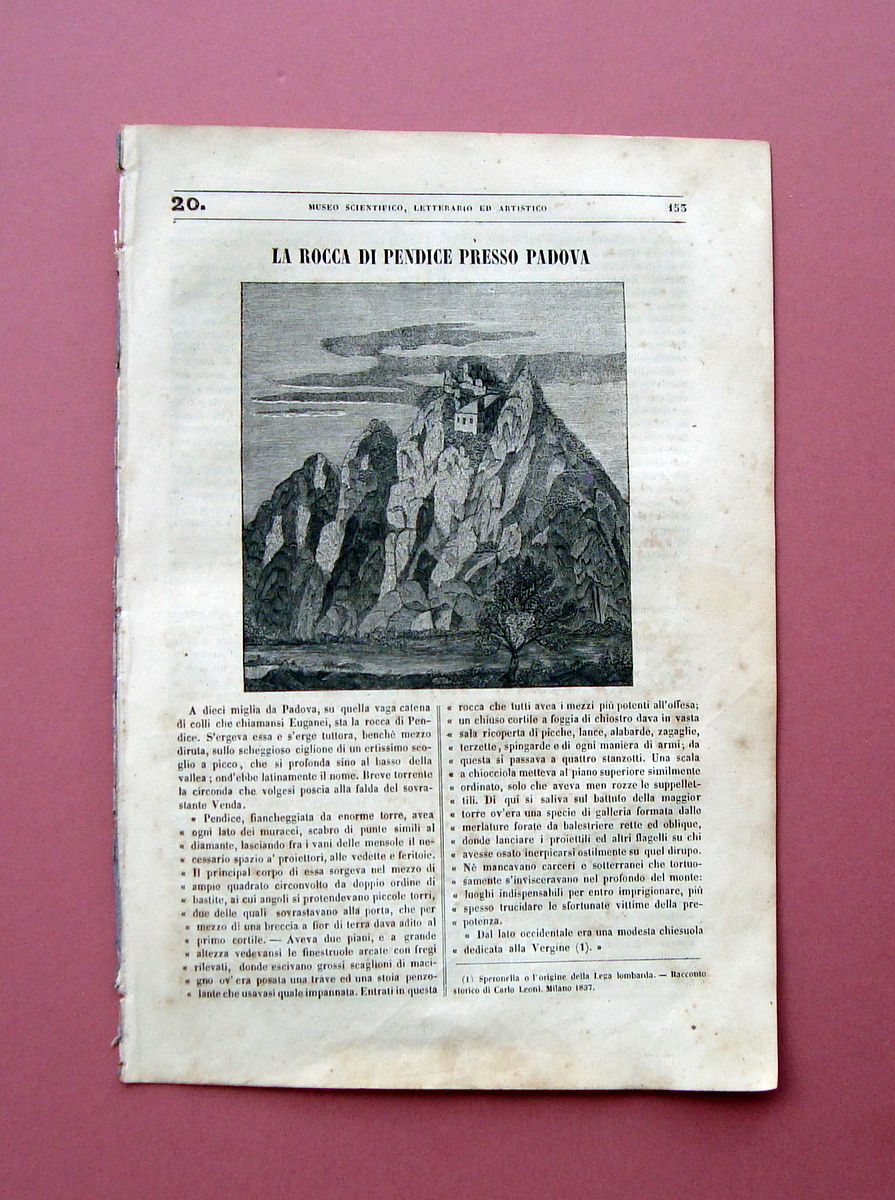 20.
MUSEO SCIENTIFICO, LETTERARIO ED ARTISTICO
153
LA ROCCA DI PENDICE PRESSO PADOVA
A dieci miglia da Padova, su quella vaga catena
di colli che chiamansi Euganei, sta la rocca di Pen-
dice. S'ergeva essa e s'erge tuttora, benchè mezzo
diruta, sullo scheggioso ciglione di un ertissimo sco-
glio a picco, che si profonda sino al basso della
vallea; ond'ebbe latinamente il nome. Breve torrente
la circonda che volgesi poscia alla falda del sovra-
stante Venda.
« Pendice, fiancheggiata da enorme torre, avea
« ogni lato dei muracci, scabro di punte simili al
« diamante, lasciando fra i vani delle mensole il ne-
« cessario spazio a' proiettori, alle vedette e feritoie.
« Il principal corpo di essa sorgeva nel mezzo di
« ampio quadrato circonvolto da doppio ordine di
« bastite, ai cui angoli si protendevano piccole torri,
« due delle quali sovrastavano alla porta, che per
« mezzo di una breccia a fior di terra dava adito al
« primo cortile. — Aveva due piani, e a grande
« altezza vedevansi le finestruole arcate con fregi
« rilevati, donde escivano grossi scaglioni di maci-
« gno ov'era posata una trave ed una stoia penzo-
« lante che usavasi quale impannata. Entrati in questa
« rocca che tutti avea i mezzi più potenti all'offesa;
« un chiuso cortile a foggia di chiostro dava in vasta
« sala ricoperta di picche, lance, alabarde, zagaglie,
« terzette, spingarde e di ogni maniera di armi; da
« questa si passava a quattro stanzotti. Una scala
« a chiocciola metteva al piano superiore similmente
« ordinato, solo che aveva men rozze le suppellet-
« tili. Di qui si saliva sul battuto della maggior
« torre ov'era una specie di galleria formata dalle
« merlature forate da balestriere rette ed oblique,
« donde lanciare i proiettili ed altri flagelli su chi
« avesse osato inerpicarsi ostilmente su quel dirupo.
« Nè mancavano carceri e sotterranei che tortuo-
« samente s'invisceravano nel profondo del monte:
« luoghi indispensabili per entro imprigionare, più
« spesso trucidare le sfortunate vittime della pre-
« potenza.
« Dal lato occidentale era una modesta chiesuola
« dedicata alla Vergine (1). »
(1) Speronella o l'origine della Lega lombarda. — Racconto
storico di Carlo Leoni. Milano 1837.